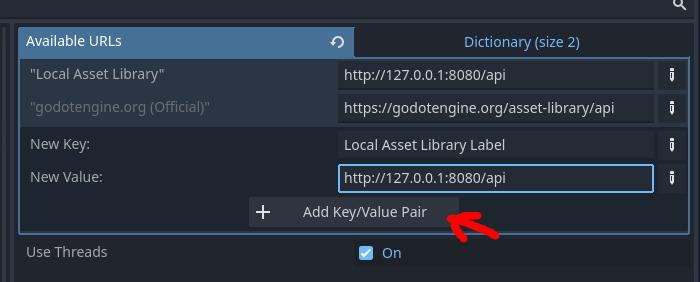 Available URLs
Dictionary (size 2)
"Local Asset Library"
http://127.0.0.1:8080/api
"godotengine.org (Official)"
https://godotengine.org/asset-library/api
New Key:
Local Asset Library Label
New Value:
http://127.0.0.1:8080/api
Add Key/Value Pair
Use Threads
On